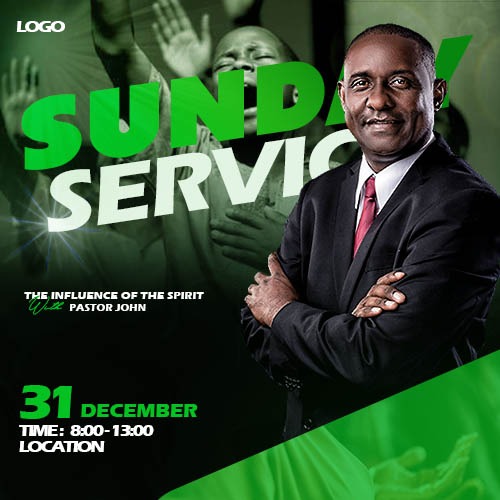 LOGO
SUNDAY
SERVIC
THE INFLUENCE OF THE SPIRIT
With PASTOR JOHN
31 DECEMBER
TIME: 8:00-13:00
LOCATION